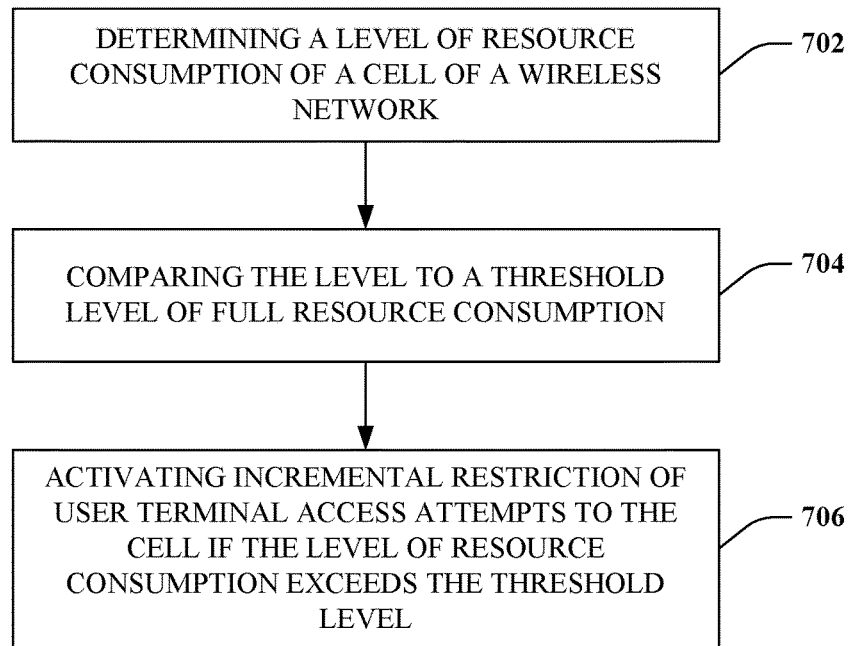 DETERMINING A LEVEL OF RESOURCE
CONSUMPTION OF A CELL OF A WIRELESS
NETWORK
702
COMPARING THE LEVEL TO A THRESHOLD
LEVEL OF FULL RESOURCE CONSUMPTION
704
ACTIVATING INCREMENTAL RESTRICTION OF
USER TERMINAL ACCESS ATTEMPTS TO THE
CELL IF THE LEVEL OF RESOURCE
CONSUMPTION EXCEEDS THE THRESHOLD
LEVEL
706